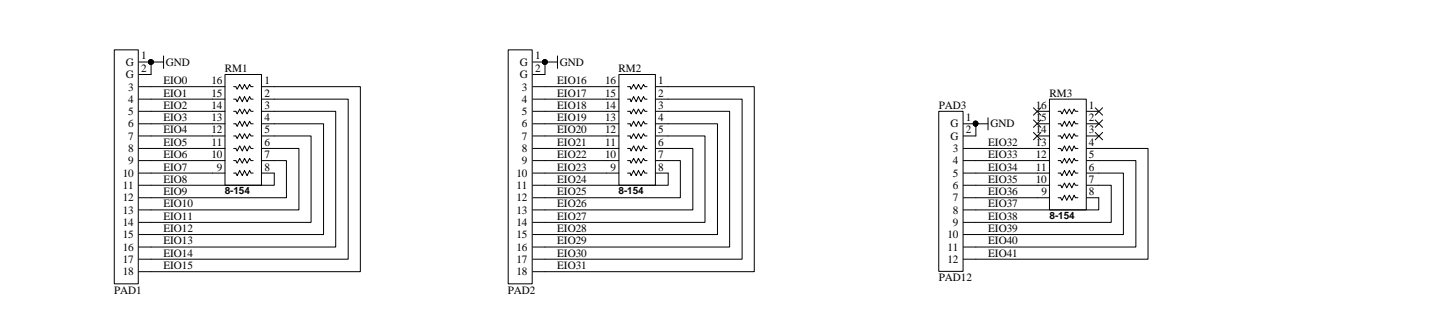 1
G
GND
2
G
RM1
3
EIO0
16
1
4
EIO1
15
2
5
EIO2
14
3
6
EIO3
13
4
7
EIO4
12
5
8
EIO5
11
6
9
EIO6
10
7
10
EIO7
9
8
11
EIO8
12
EIO9
8-154
13
EIO10
14
EIO11
15
EIO12
16
EIO13
17
EIO14
18
EIO15
PAD1
1
G
GND
2
G
RM2
3
EIO16
16
1
4
EIO17
15
2
5
EIO18
14
3
6
EIO19
13
4
7
EIO20
12
5
8
EIO21
11
6
9
EIO22
10
7
10
EIO23
9
8
11
EIO24
12
EIO25
8-154
13
EIO26
14
EIO27
15
EIO28
16
EIO29
17
EIO30
18
EIO31
PAD2
RM3
PAD3
16
1
1
G
GND
15
2
2
G
14
3
3
EIO32
13
4
4
EIO33
12
5
5
EIO34
11
6
6
EIO35
10
7
7
EIO36
9
8
8
EIO37
9
EIO38
8-154
10
EIO39
11
EIO40
12
EIO41
PAD12